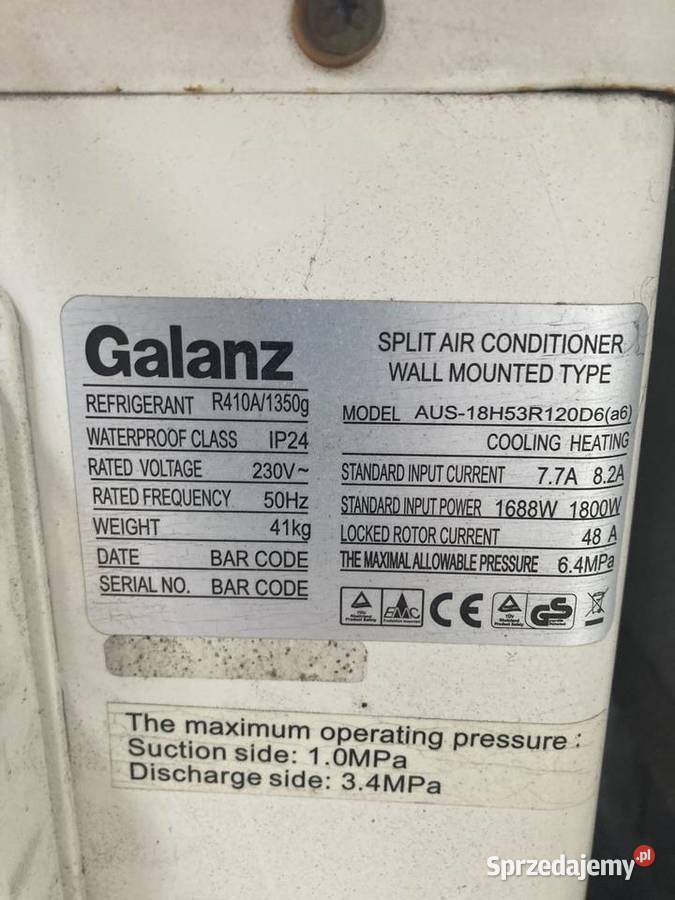 Galanz
SPLIT AIR CONDITIONER
WALL MOUNTED TYPE
REFRIGERANT R410A/1350g
WATERPROOF CLASS IP24
RATED VOLTAGE 230V~
RATED FREQUENCY 50Hz
WEIGHT 41kg
DATE BAR CODE
SERIAL NO. BAR CODE
MODEL AUS-18H53R120D6(a6)
COOLING HEATING
STANDARD INPUT CURRENT 7.7A 8.2A
STANDARD INPUT POWER 1688W 1800W
LOCKED ROTOR CURRENT 48 A
THE MAXIMAL ALLOWABLE PRESSURE 6.4MPa
EMC CE GS
The maximum operating pressure :
Suction side: 1.0MPa
Discharge side: 3.4MPa
Sprzedajemy.pl